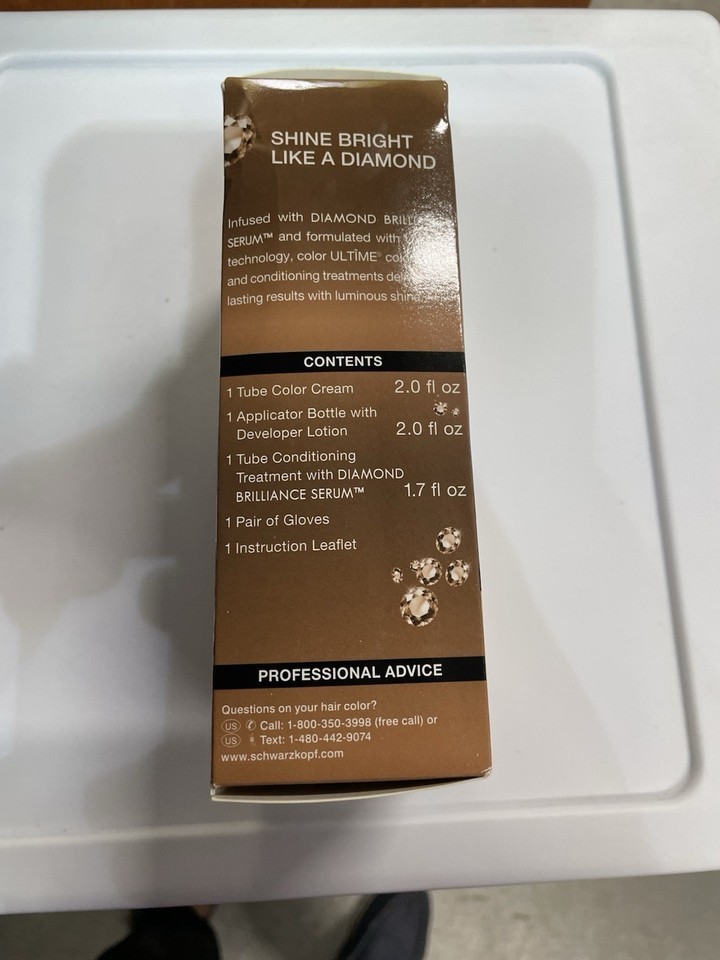 SHINE BRIGHT
LIKE A DIAMOND
Infused with DIAMOND
SERUM™ and formulated with
technology, color ULTÎME®
and conditioning treatments
lasting results with luminous shine.
CONTENTS
1 Tube Color Cream 2.0 fl oz
1 Applicator Bottle with
Developer Lotion 2.0 fl oz
1 Tube Conditioning
Treatment with DIAMOND
BRILLIANCE SERUM™ 1.7 fl oz
1 Pair of Gloves
1 Instruction Leaflet
PROFESSIONAL ADVICE
Questions on your hair color?
US Call: 1-800-350-3998 (free call) or
US Text: 1-480-442-9074
www.schwarzkopf.com